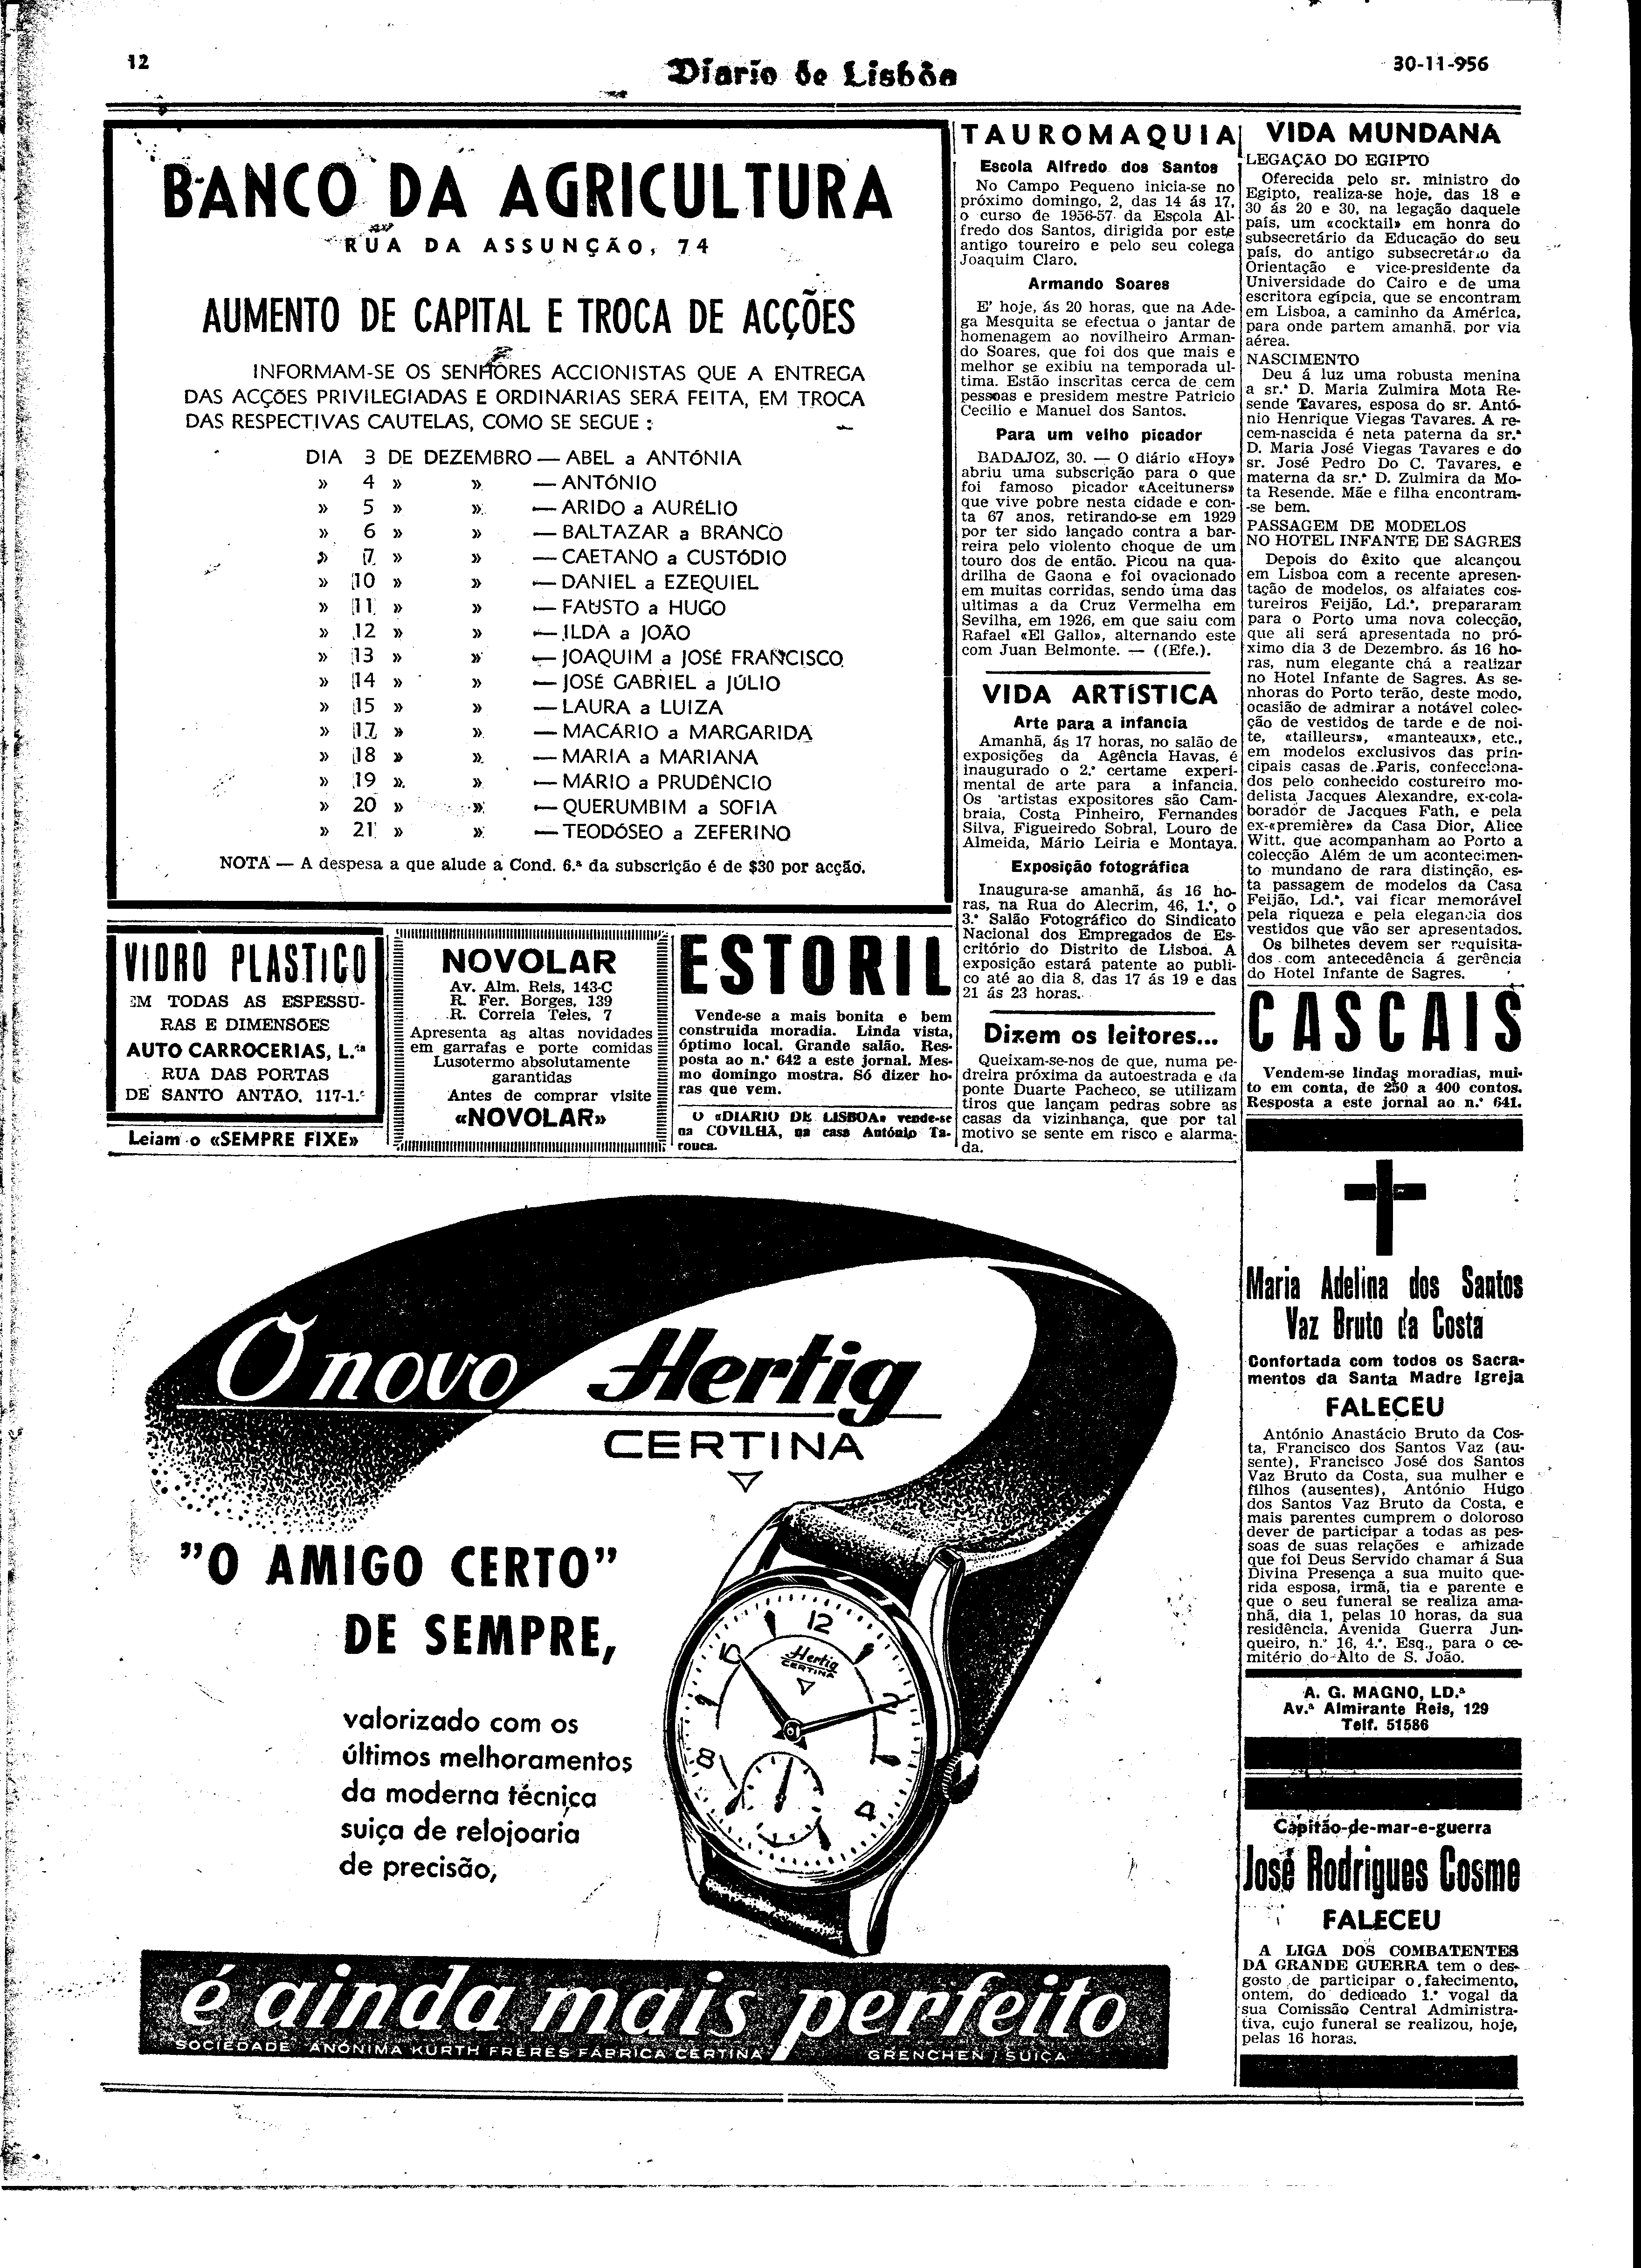 12
Diario de Lisbôa
30-11-956
BANCO DA AGRICULTURA
RUA DA ASSUNÇÃO, 74
AUMENTO DE CAPITAL E TROCA DE ACÇÕES
INFORMAM-SE OS SENHORES ACCIONISTAS QUE A ENTREGA
DAS ACÇÕES PRIVILEGIADAS E ORDINÁRIAS SERÁ FEITA, EM TROCA
DAS RESPECTIVAS CAUTELAS, COMO SE SEGUE :
DIA 3 DE DEZEMBRO — ABEL a ANTÓNIA
» 4 » » — ANTÓNIO
» 5 » » — ARIDO a AURÉLIO
» 6 » » — BALTAZAR a BRANCO
» 7 » » — CAETANO a CUSTÓDIO
» 10 » » — DANIEL a EZEQUIEL
» 11 » » — FAUSTO a HUGO
» 12 » » — ILDA a JOÃO
» 13 » » — JOAQUIM a JOSÉ FRANCISCO
» 14 » » — JOSÉ GABRIEL a JÚLIO
» 15 » » — LAURA a LUIZA
» 17 » » — MACÁRIO a MARGARIDA
» 18 » » — MARIA a MARIANA
» 19 » » — MÁRIO a PRUDÊNCIO
» 20 » » — QUERUMBIM a SOFIA
» 21 » » — TEODÓSEO a ZEFERINO
NOTA — A despesa a que alude a Cond. 6.ª da subscrição é de $30 por acção.
VIDRO PLASTICO
EM TODAS AS ESPESSU-
RAS E DIMENSÕES
AUTO CARROCERIAS, L.da
RUA DAS PORTAS
DE SANTO ANTÃO, 117-1.º
Leiam o «SEMPRE FIXE»
NOVOLAR
Av. Alm. Reis, 143-C
R. Fer. Borges, 139
R. Correia Teles, 7
Apresenta as altas novidades
em garrafas e porte comidas
Lusotermo absolutamente
garantidas
Antes de comprar visite
«NOVOLAR»
ESTORIL
Vende-se a mais bonita e bem
construida moradia. Linda vista,
óptimo local. Grande salão. Res-
posta ao n.º 642 a este jornal. Mes-
mo domingo mostra. Só dizer ho-
ras que vem.
O «DIARIO DE LISBOA» vende-se
na COVILHÃ, na casa António Ta-
rouca.
TAUROMAQUIA
Escola Alfredo dos Santos
No Campo Pequeno inicia-se no
próximo domingo, 2, das 14 ás 17,
o curso de 1956-57 da Escola Al-
fredo dos Santos, dirigida por este
antigo toureiro e pelo seu colega
Joaquim Claro.
Armando Soares
E' hoje, ás 20 horas, que na Ade-
ga Mesquita se efectua o jantar de
homenagem ao novilheiro Arman-
do Soares, que foi dos que mais e
melhor se exibiu na temporada ul-
tima. Estão inscritas cerca de cem
pessoas e presidem mestre Patricio
Cecilio e Manuel dos Santos.
Para um velho picador
BADAJOZ, 30. — O diário «Hoy»
abriu uma subscrição para o que
foi famoso picador «Aceituners»
que vive pobre nesta cidade e con-
ta 67 anos, retirando-se em 1929
por ter sido lançado contra a bar-
reira pelo violento choque de um
touro dos de então. Picou na qua-
drilha de Gaona e foi ovacionado
em muitas corridas, sendo uma das
ultimas a da Cruz Vermelha em
Sevilha, em 1926, em que saiu com
Rafael «El Gallo», alternando este
com Juan Belmonte. — ((Efe.).
VIDA ARTÍSTICA
Arte para a infancia
Amanhã, ás 17 horas, no salão de
exposições da Agência Havas, é
inaugurado o 2.º certame experi-
mental de arte para a infancia.
Os artistas expositores são Cam-
braia, Costa Pinheiro, Fernandes
Silva, Figueiredo Sobral, Louro de
Almeida, Mário Leiria e Montaya.
Exposição fotográfica
Inaugura-se amanhã, ás 16 ho-
ras, na Rua do Alecrim, 46, 1.º, o
3.º Salão Fotográfico do Sindicato
Nacional dos Empregados de Es-
critório do Distrito de Lisboa. A
exposição estará patente ao publi-
co até ao dia 8, das 17 ás 19 e das
21 ás 23 horas.
Dizem os leitores...
Queixam-se-nos de que, numa pe-
dreira próxima da autoestrada e da
ponte Duarte Pacheco, se utilizam
tiros que lançam pedras sobre as
casas da vizinhança, que por tal
motivo se sente em risco e alarma-
da.
VIDA MUNDANA
LEGAÇÃO DO EGIPTO
Oferecida pelo sr. ministro do
Egipto, realiza-se hoje, das 18 e
30 ás 20 e 30, na legação daquele
país, um «cocktail» em honra do
subsecretário da Educação do seu
país, do antigo subsecretário da
Orientação e vice-presidente da
Universidade do Cairo e de uma
escritora egípcia, que se encontram
em Lisboa, a caminho da América,
para onde partem amanhã, por via
aérea.
NASCIMENTO
Deu á luz uma robusta menina
a sr.ª D. Maria Zulmira Mota Re-
sende Tavares, esposa do sr. Antó-
nio Henrique Viegas Tavares. A re-
cem-nascida é neta paterna da sr.ª
D. Maria José Viegas Tavares e do
sr. José Pedro Do C. Tavares, e
materna da sr.ª D. Zulmira da Mo-
ta Resende. Mãe e filha encontram-
-se bem.
PASSAGEM DE MODELOS
NO HOTEL INFANTE DE SAGRES
Depois do êxito que alcançou
em Lisboa com a recente apresen-
tação de modelos, os alfaiates cos-
tureiros Feijão, Ld.ª, prepararam
para o Porto uma nova colecção,
que ali será apresentada no pró-
ximo dia 3 de Dezembro, ás 16 ho-
ras, num elegante chá a realizar
no Hotel Infante de Sagres. As se-
nhoras do Porto terão, deste modo,
ocasião de admirar a notável colec-
ção de vestidos de tarde e de noi-
te, «tailleurs», «manteaux», etc.,
em modelos exclusivos das prin-
cipais casas de Paris, confecciona-
dos pelo conhecido costureiro mo-
delista Jacques Alexandre, ex-cola-
borador de Jacques Fath, e pela
ex-«première» da Casa Dior, Alice
Witt, que acompanham ao Porto a
colecção Além de um acontecimen-
to mundano de rara distinção, es-
ta passagem de modelos da Casa
Feijão, Ld.ª, vai ficar memorável
pela riqueza e pela elegancia dos
vestidos que vão ser apresentados.
Os bilhetes devem ser requisita-
dos com antecedência á gerência
do Hotel Infante de Sagres.
CASCAIS
Vendem-se lindas moradias, mui-
to em conta, de 250 a 400 contos.
Resposta a este jornal ao n.º 641.
Maria Adelina dos Santos
Vaz Bruto da Costa
Confortada com todos os Sacra-
mentos da Santa Madre Igreja
FALECEU
António Anastácio Bruto da Cos-
ta, Francisco dos Santos Vaz (au-
sente), Francisco José dos Santos
Vaz Bruto da Costa, sua mulher e
filhos (ausentes), António Hugo
dos Santos Vaz Bruto da Costa, e
mais parentes cumprem o doloroso
dever de participar a todas as pes-
soas de suas relações e amizade
que foi Deus Servido chamar á Sua
Divina Presença a sua muito que-
rida esposa, irmã, tia e parente e
que o seu funeral se realiza ama-
nhã, dia 1, pelas 10 horas, da sua
residência, Avenida Guerra Jun-
queiro, n.º 16, 4.º, Esq., para o ce-
mitério do Alto de S. João.
A. G. MAGNO, LD.ª
Av.ª Almirante Reis, 129
Telf. 51586
Capitão-de-mar-e-guerra
José Rodrigues Cosme
FALECEU
A LIGA DOS COMBATENTES
DA GRANDE GUERRA tem o des-
gosto de participar o falecimento,
ontem, do dedicado 1.º vogal da
sua Comissão Central Administra-
tiva, cujo funeral se realizou, hoje,
pelas 16 horas.
O novo Hertig
CERTINA
"O AMIGO CERTO"
DE SEMPRE,
valorizado com os
últimos melhoramentos
da moderna técnica
suiça de relojoaria
de precisão,
12
10
8
4
2
Hertig
CERTINA
é ainda mais perfeito
SOCIEDADE ANÓNIMA KURTH FRÈRES FÁBRICA CERTINA
GRENCHEN / SUIÇA